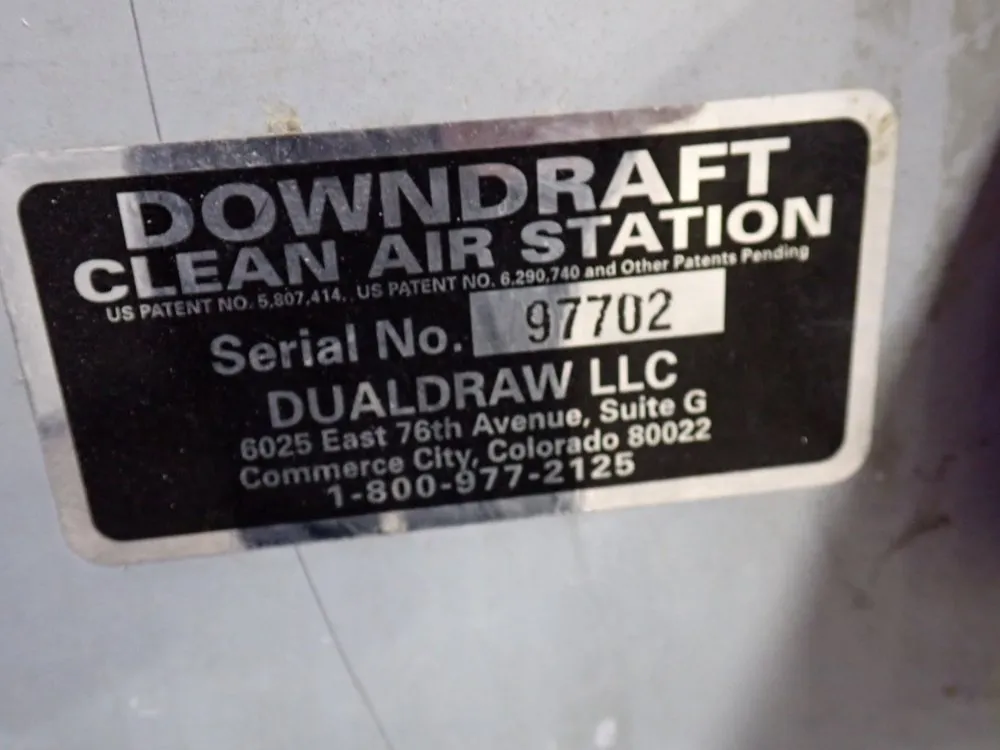 DOWNDRAFT
CLEAN AIR STATION
US PATENT NO. 5,807,414, US PATENT NO. 6,290,740 and Other Patents Pending
Serial No. 97702
DUALDRAW LLC
6025 East 76th Avenue, Suite G
Commerce City, Colorado 80022
1-800-977-2125